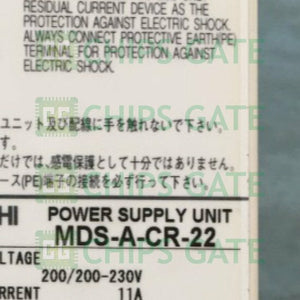 RESIDUAL CURRENT DEVICE AS THE
PROTECTION AGAINST ELECTRIC SHOCK.
ALWAYS CONNECT PROTECTIVE EARTH(PE)
TERMINAL FOR PROTECTION AGAINST
ELECTRIC SHOCK.
CHIPS GATE
ユニット及び配線に手を触れないで下さい。
す。
だけでは、感電保護として十分ではありません。
ース(PE)端子の接続を必ず行って下さい。
HI POWER SUPPLY UNIT
MDS-A-CR-22
VOLTAGE
200/200-230V
CURRENT 11A